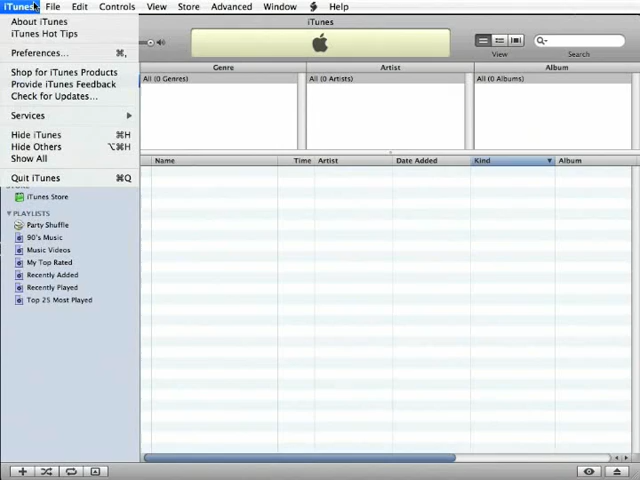 iTunes File Edit Controls View Store Advanced Window Help
About iTunes
iTunes Hot Tips
Preferences... ⌘,
Shop for iTunes Products
Provide iTunes Feedback
Check for Updates...
Services
Hide iTunes ⌘H
Hide Others ⌥⌘H
Show All
Quit iTunes ⌘Q
iTunes
View Search
Genre Artist Album
All (0 Genres) All (0 Artists) All (0 Albums)
Name Time Artist Date Added Kind Album
STORE
iTunes Store
PLAYLISTS
Party Shuffle
90's Music
Music Videos
My Top Rated
Recently Added
Recently Played
Top 25 Most Played